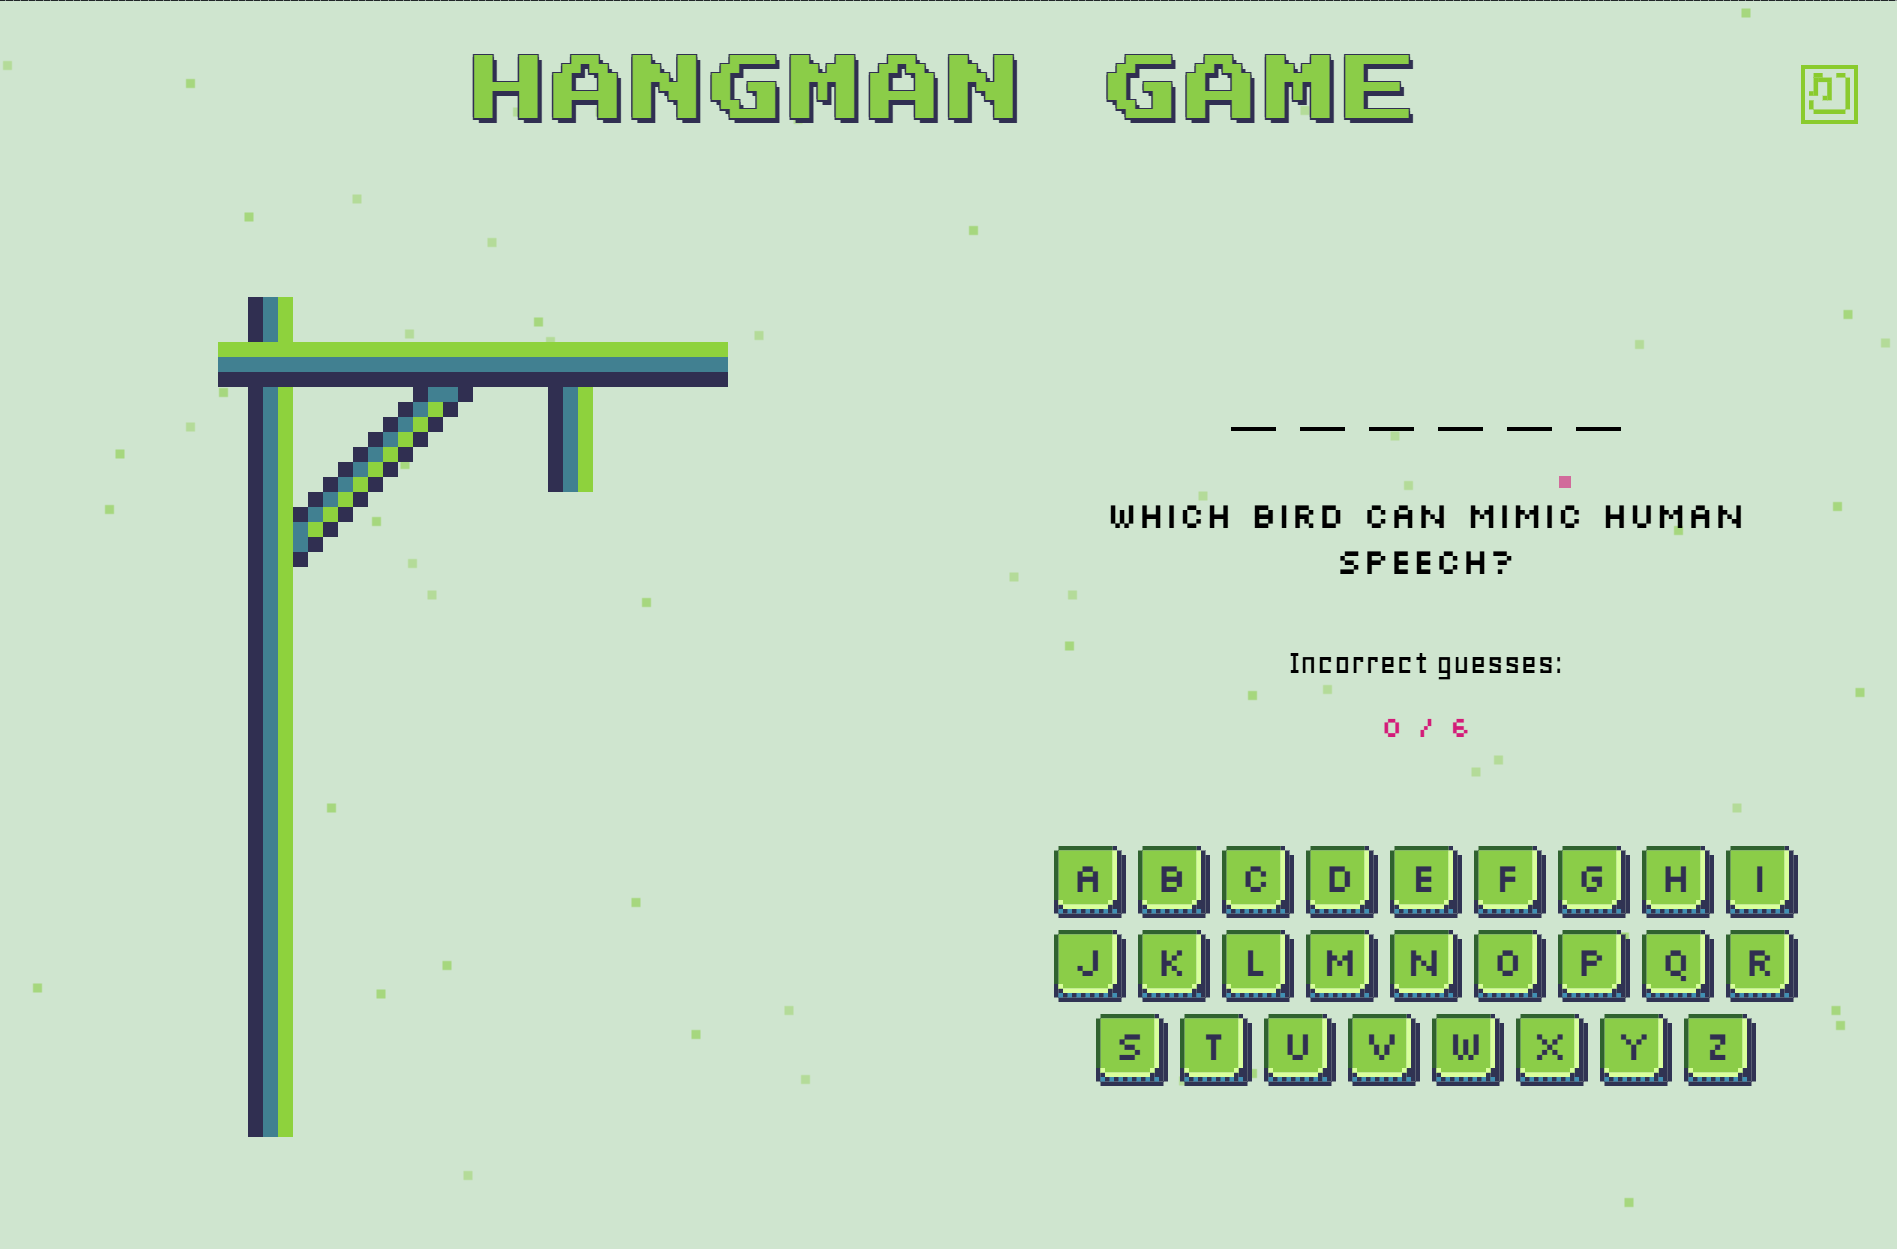 HANGMAN GAME
WHICH BIRD CAN MIMIC HUMAN
SPEECH?
Incorrect guesses:
0 / 6
A B C D E F G H I
J K L M N O P Q R
S T U V W X Y Z